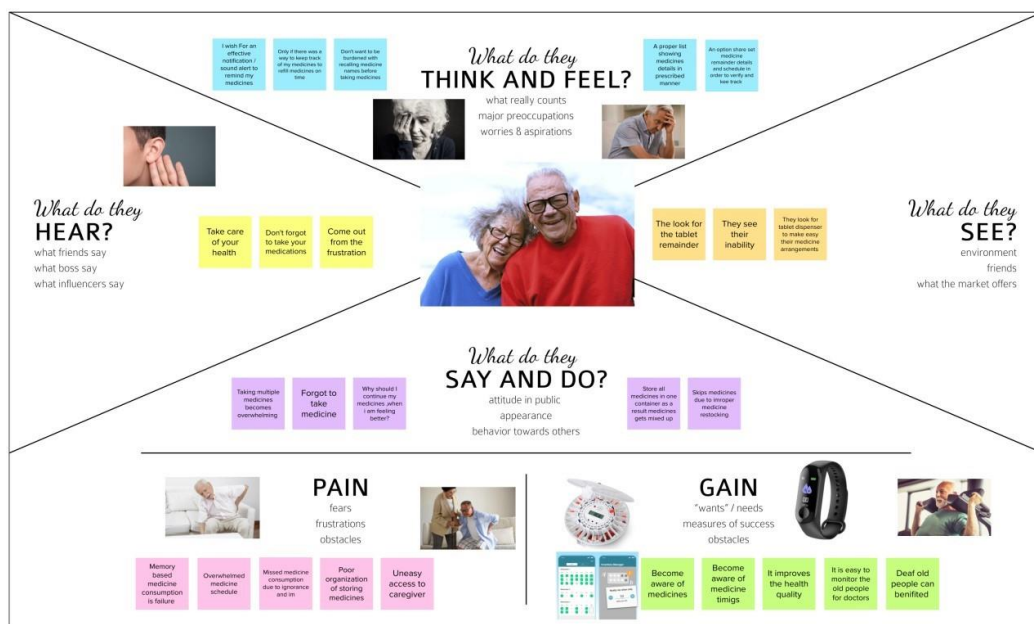 What do they
THINK AND FEEL?
what really counts
major preoccupations
worries & aspirations
I wish For an
effective
notification /
sound alert to
remind my
medicines
Only if there was a
way to keep track
of my medicines to
refill medicines on
time
Don't want to be
burdened with
recalling medicine
names before
taking medicines
A proper list
showing
medicines
details in
prescribed
manner
An option share set
medicine
remainder details
and schedule in
order to verify and
kee track
What do they
HEAR?
what friends say
what boss say
what influencers say
Take care
of your
health
Don't forgot
to take your
medications
Come out
from the
frustration
The look for
the tablet
remainder
They see
their
inability
They look for
tablet dispenser
to make easy
their medicine
arrangements
What do they
SEE?
environment
friends
what the market offers
What do they
SAY AND DO?
attitude in public
appearance
behavior towards others
Taking multiple
medicines
becomes
overwhelming
Forgot to
take
medicine
Why should I
continue my
medicines ,when
i am feeling
better?
Store all
medicines in one
container as a
result medicines
gets mixed up
Skips medicines
due to imroper
medicine
restocking
PAIN
fears
frustrations
obstacles
Memory
based
medicine
consumption
is failure
Overwhelmed
medicine
schedule
Missed medicine
consumption
due to ignorance
and im
Poor
organization
of storing
medicines
Uneasy
access to
caregiver
GAIN
"wants" / needs
measures of success
obstacles
Become
aware of
medicines
Become
aware of
medicine
timigs
It improves
the health
quality
It is easy to
monitor the
old people
for doctors
Deaf old
people can
benifited